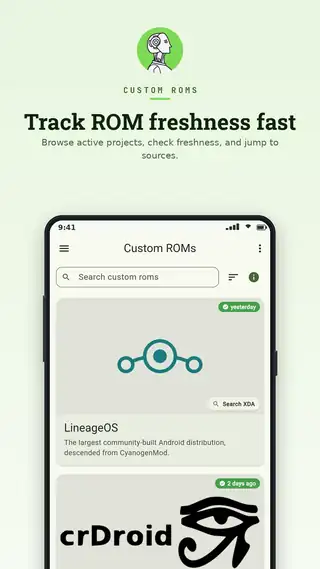 CUSTOM ROMS
Track ROM freshness fast
Browse active projects, check freshness, and jump to
sources.
9:41
Custom ROMs
Search custom roms
yesterday
Search XDA
LineageOS
The largest community-built Android distribution,
descended from CyanogenMod.
2 days ago
crDroid